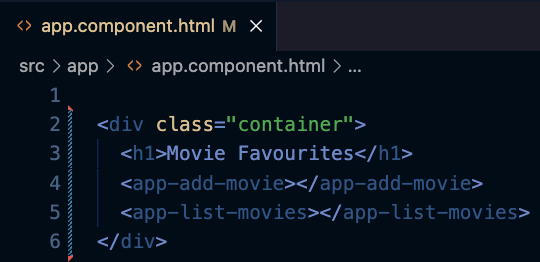 <> app.component.html M ×
src > app > <> app.component.html > ...
1
2 <div class="container">
3 <h1>Movie Favourites</h1>
4 <app-add-movie></app-add-movie>
5 <app-list-movies></app-list-movies>
6 </div>